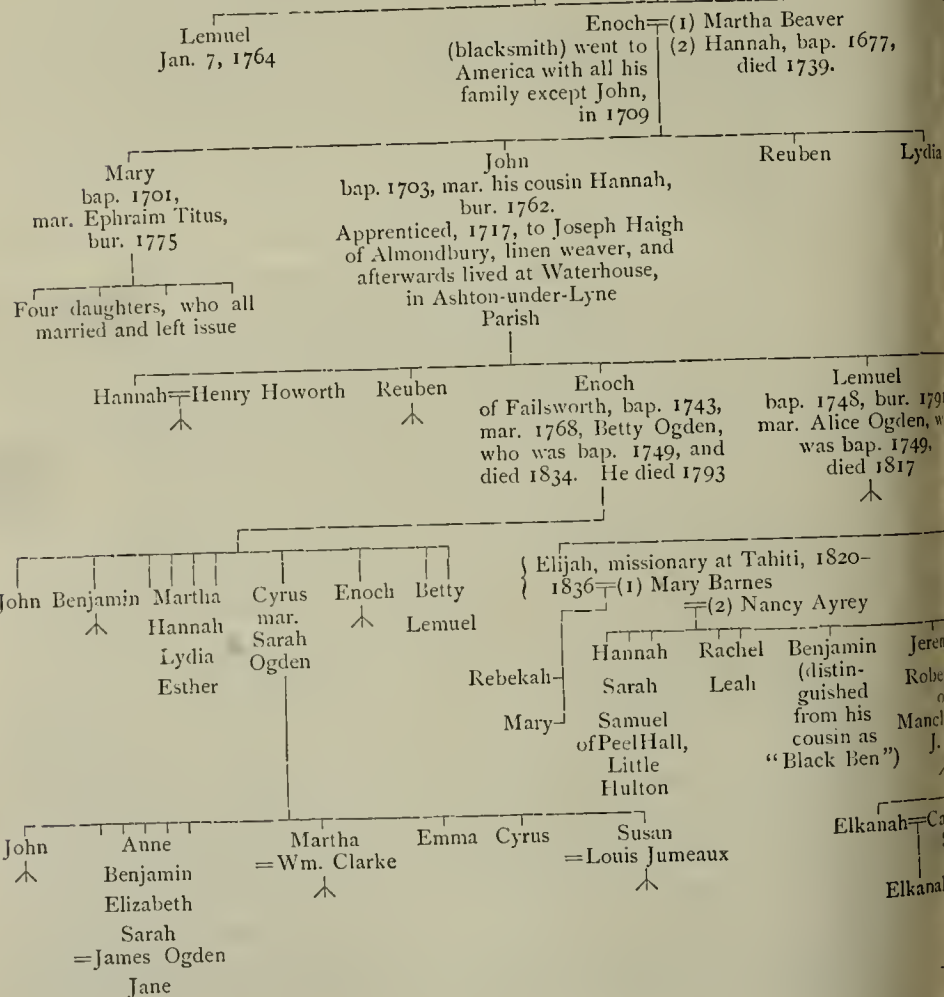 Lemuel
Jan. 7, 1764
Enoch=(1) Martha Beaver
(blacksmith) went to (2) Hannah, bap. 1677,
America with all his died 1739.
family except John,
in 1709
Mary
bap. 1701,
mar. Ephraim Titus,
bur. 1775
John
bap. 1703, mar. his cousin Hannah,
bur. 1762.
Apprenticed, 1717, to Joseph Haigh
of Almondbury, linen weaver, and
afterwards lived at Waterhouse,
in Ashton-under-Lyne
Parish
Reuben
Lydia
Four daughters, who all
married and left issue
Hannah=Henry Howorth
Reuben
Enoch
of Failsworth, bap. 1743,
mar. 1768, Betty Ogden,
who was bap. 1749, and
died 1834. He died 1793
Lemuel
bap. 1748, bur.
mar. Alice Ogden,
was bap. 1749,
died 1817
John
Benjamin
Martha
Hannah
Lydia
Esther
Cyrus
mar.
Sarah
Ogden
Enoch
Betty
Lemuel
Elijah, missionary at Tahiti, 1820–
1836=(1) Mary Barnes
=(2) Nancy Ayrey
Rebekah
Mary
Hannah
Sarah
Samuel
of Peel Hall,
Little
Hulton
Rachel
Leah
Benjamin
(distin-
guished
from his
cousin as
"Black Ben")
J.
John
Anne
Benjamin
Elizabeth
Sarah
=James Ogden
Jane
Martha
=Wm. Clarke
Emma
Cyrus
Susan
=Louis Jumeaux
Elkanah=
Elkanah